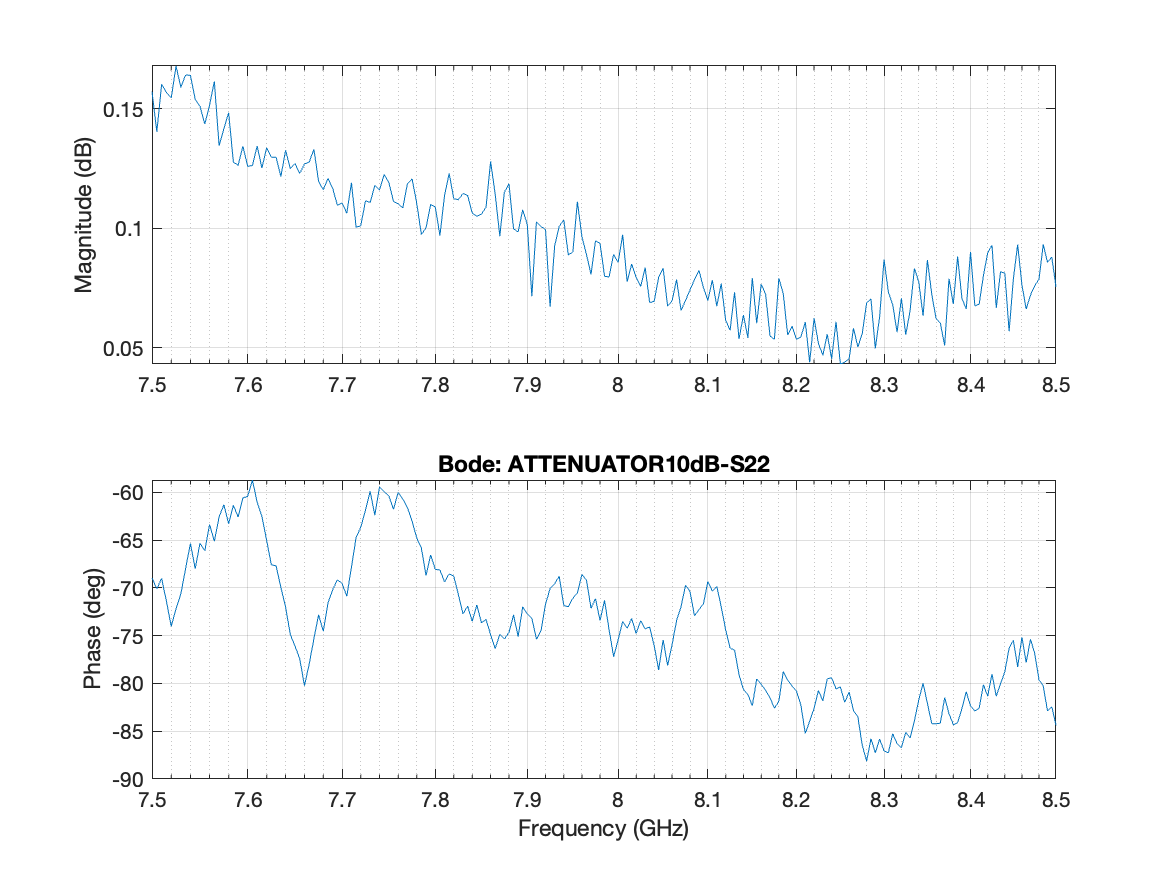 Magnitude (dB)
0.15
0.1
0.05
7.5 7.6 7.7 7.8 7.9 8 8.1 8.2 8.3 8.4 8.5
Bode: ATTENUATOR10dB-S22
Phase (deg)
-60
-65
-70
-75
-80
-85
-90
7.5 7.6 7.7 7.8 7.9 8 8.1 8.2 8.3 8.4 8.5
Frequency (GHz)